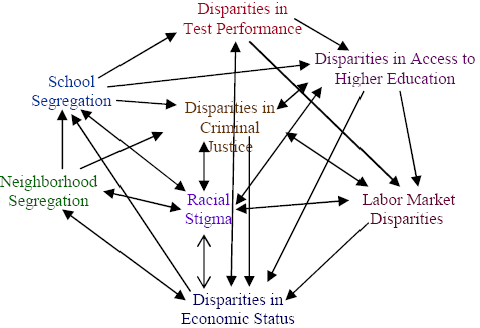 Disparities in
Test Performance
Disparities in Access to
Higher Education
School
Segregation
Disparities in
Criminal
Justice
Neighborhood
Segregation
Racial
Stigma
Labor Market
Disparities
Disparities in
Economic Status